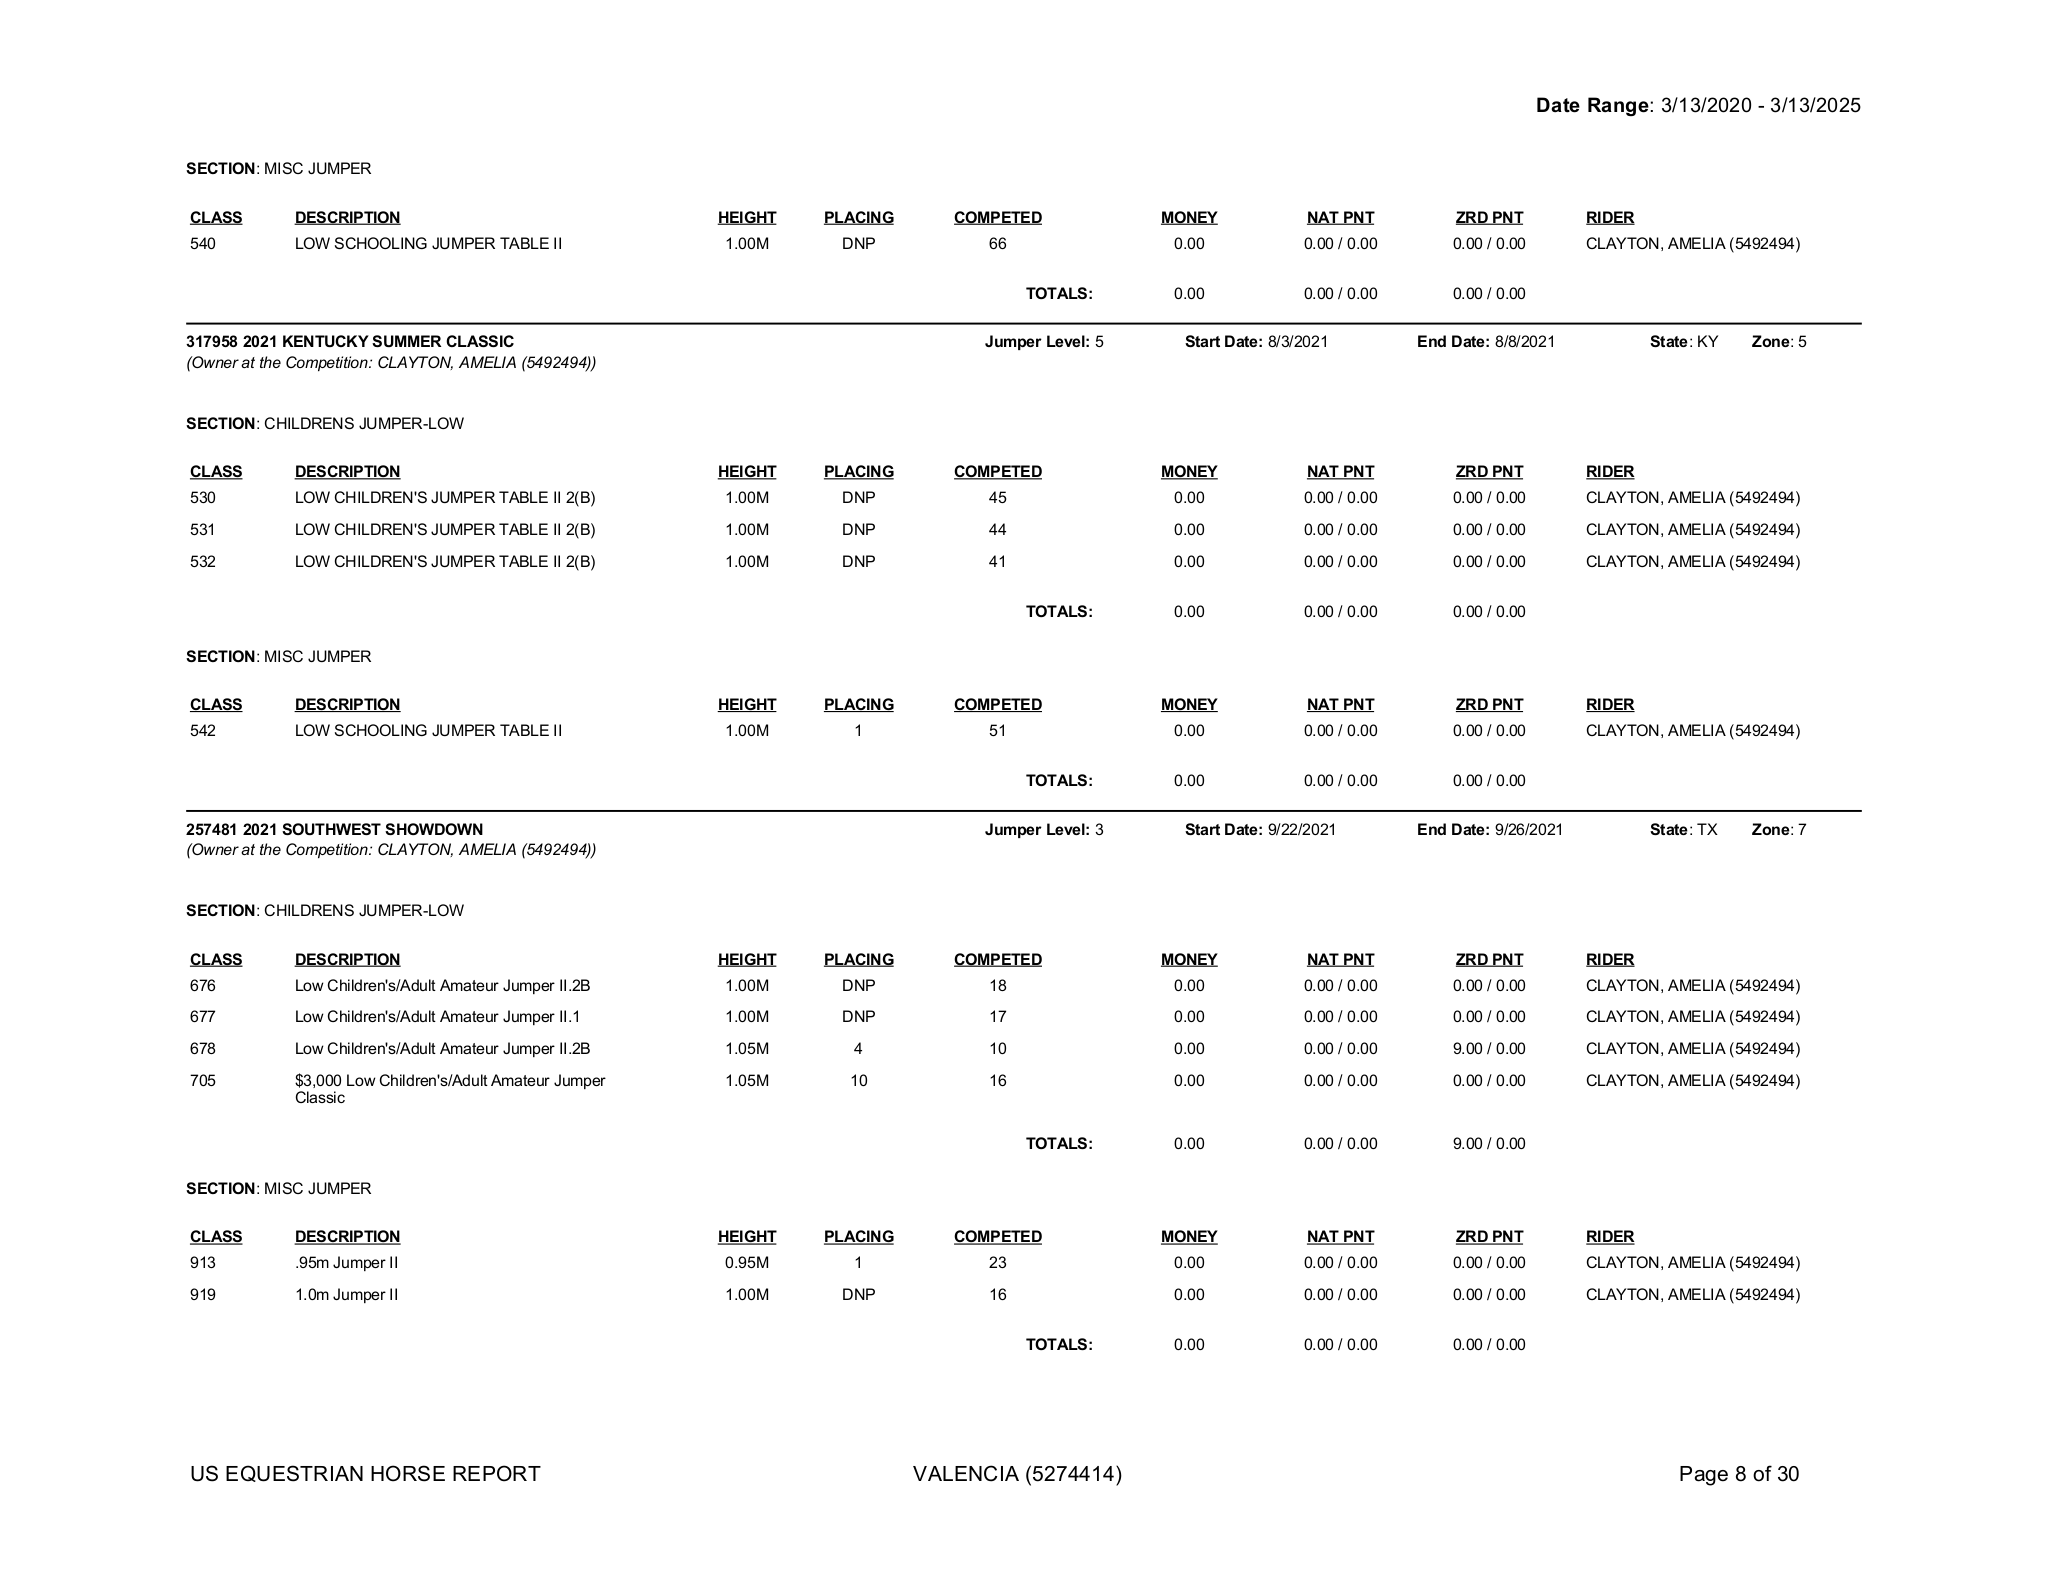 Date Range: 3/13/2020 - 3/13/2025
SECTION: MISC JUMPER
CLASS DESCRIPTION HEIGHT PLACING COMPETED MONEY NAT PNT ZRD PNT RIDER
540 LOW SCHOOLING JUMPER TABLE II 1.00M DNP 66 0.00 0.00 / 0.00 0.00 / 0.00 CLAYTON, AMELIA (5492494)
TOTALS: 0.00 0.00 / 0.00 0.00 / 0.00
317958 2021 KENTUCKY SUMMER CLASSIC Jumper Level: 5 Start Date: 8/3/2021 End Date: 8/8/2021 State: KY Zone: 5
(Owner at the Competition: CLAYTON, AMELIA (5492494))
SECTION: CHILDRENS JUMPER-LOW
CLASS DESCRIPTION HEIGHT PLACING COMPETED MONEY NAT PNT ZRD PNT RIDER
530 LOW CHILDREN'S JUMPER TABLE II 2(B) 1.00M DNP 45 0.00 0.00 / 0.00 0.00 / 0.00 CLAYTON, AMELIA (5492494)
531 LOW CHILDREN'S JUMPER TABLE II 2(B) 1.00M DNP 44 0.00 0.00 / 0.00 0.00 / 0.00 CLAYTON, AMELIA (5492494)
532 LOW CHILDREN'S JUMPER TABLE II 2(B) 1.00M DNP 41 0.00 0.00 / 0.00 0.00 / 0.00 CLAYTON, AMELIA (5492494)
TOTALS: 0.00 0.00 / 0.00 0.00 / 0.00
SECTION: MISC JUMPER
CLASS DESCRIPTION HEIGHT PLACING COMPETED MONEY NAT PNT ZRD PNT RIDER
542 LOW SCHOOLING JUMPER TABLE II 1.00M 1 51 0.00 0.00 / 0.00 0.00 / 0.00 CLAYTON, AMELIA (5492494)
TOTALS: 0.00 0.00 / 0.00 0.00 / 0.00
257481 2021 SOUTHWEST SHOWDOWN Jumper Level: 3 Start Date: 9/22/2021 End Date: 9/26/2021 State: TX Zone: 7
(Owner at the Competition: CLAYTON, AMELIA (5492494))
SECTION: CHILDRENS JUMPER-LOW
CLASS DESCRIPTION HEIGHT PLACING COMPETED MONEY NAT PNT ZRD PNT RIDER
676 Low Children's/Adult Amateur Jumper II.2B 1.00M DNP 18 0.00 0.00 / 0.00 0.00 / 0.00 CLAYTON, AMELIA (5492494)
677 Low Children's/Adult Amateur Jumper II.1 1.00M DNP 17 0.00 0.00 / 0.00 0.00 / 0.00 CLAYTON, AMELIA (5492494)
678 Low Children's/Adult Amateur Jumper II.2B 1.05M 4 10 0.00 0.00 / 0.00 9.00 / 0.00 CLAYTON, AMELIA (5492494)
705 $3,000 Low Children's/Adult Amateur Jumper 1.05M 10 16 0.00 0.00 / 0.00 0.00 / 0.00 CLAYTON, AMELIA (5492494)
Classic
TOTALS: 0.00 0.00 / 0.00 9.00 / 0.00
SECTION: MISC JUMPER
CLASS DESCRIPTION HEIGHT PLACING COMPETED MONEY NAT PNT ZRD PNT RIDER
913 .95m Jumper II 0.95M 1 23 0.00 0.00 / 0.00 0.00 / 0.00 CLAYTON, AMELIA (5492494)
919 1.0m Jumper II 1.00M DNP 16 0.00 0.00 / 0.00 0.00 / 0.00 CLAYTON, AMELIA (5492494)
TOTALS: 0.00 0.00 / 0.00 0.00 / 0.00
US EQUESTRIAN HORSE REPORT VALENCIA (5274414) Page 8 of 30